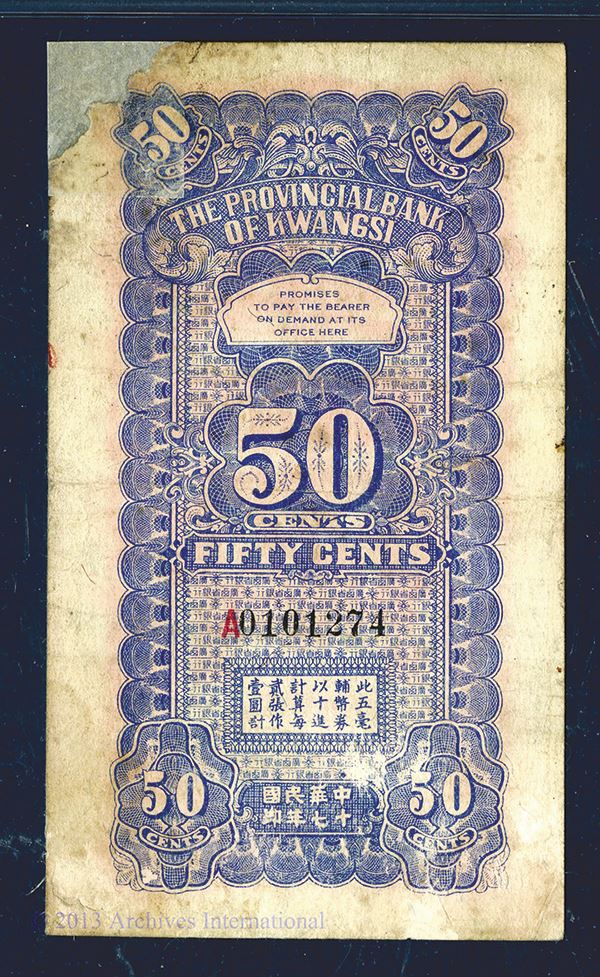 50
CENTS
50
CENTS
THE PROVINCIAL BANK
OF KWANGSI
PROMISES
TO PAY THE BEARER
ON DEMAND AT ITS
OFFICE HERE
50
CENTS
FIFTY CENTS
A0101274
此五毫
輔幣券
以十進
計算每
貳張作
壹圓計
中華民國
十七年印
50
CENTS
50
CENTS
©2013 Archives International